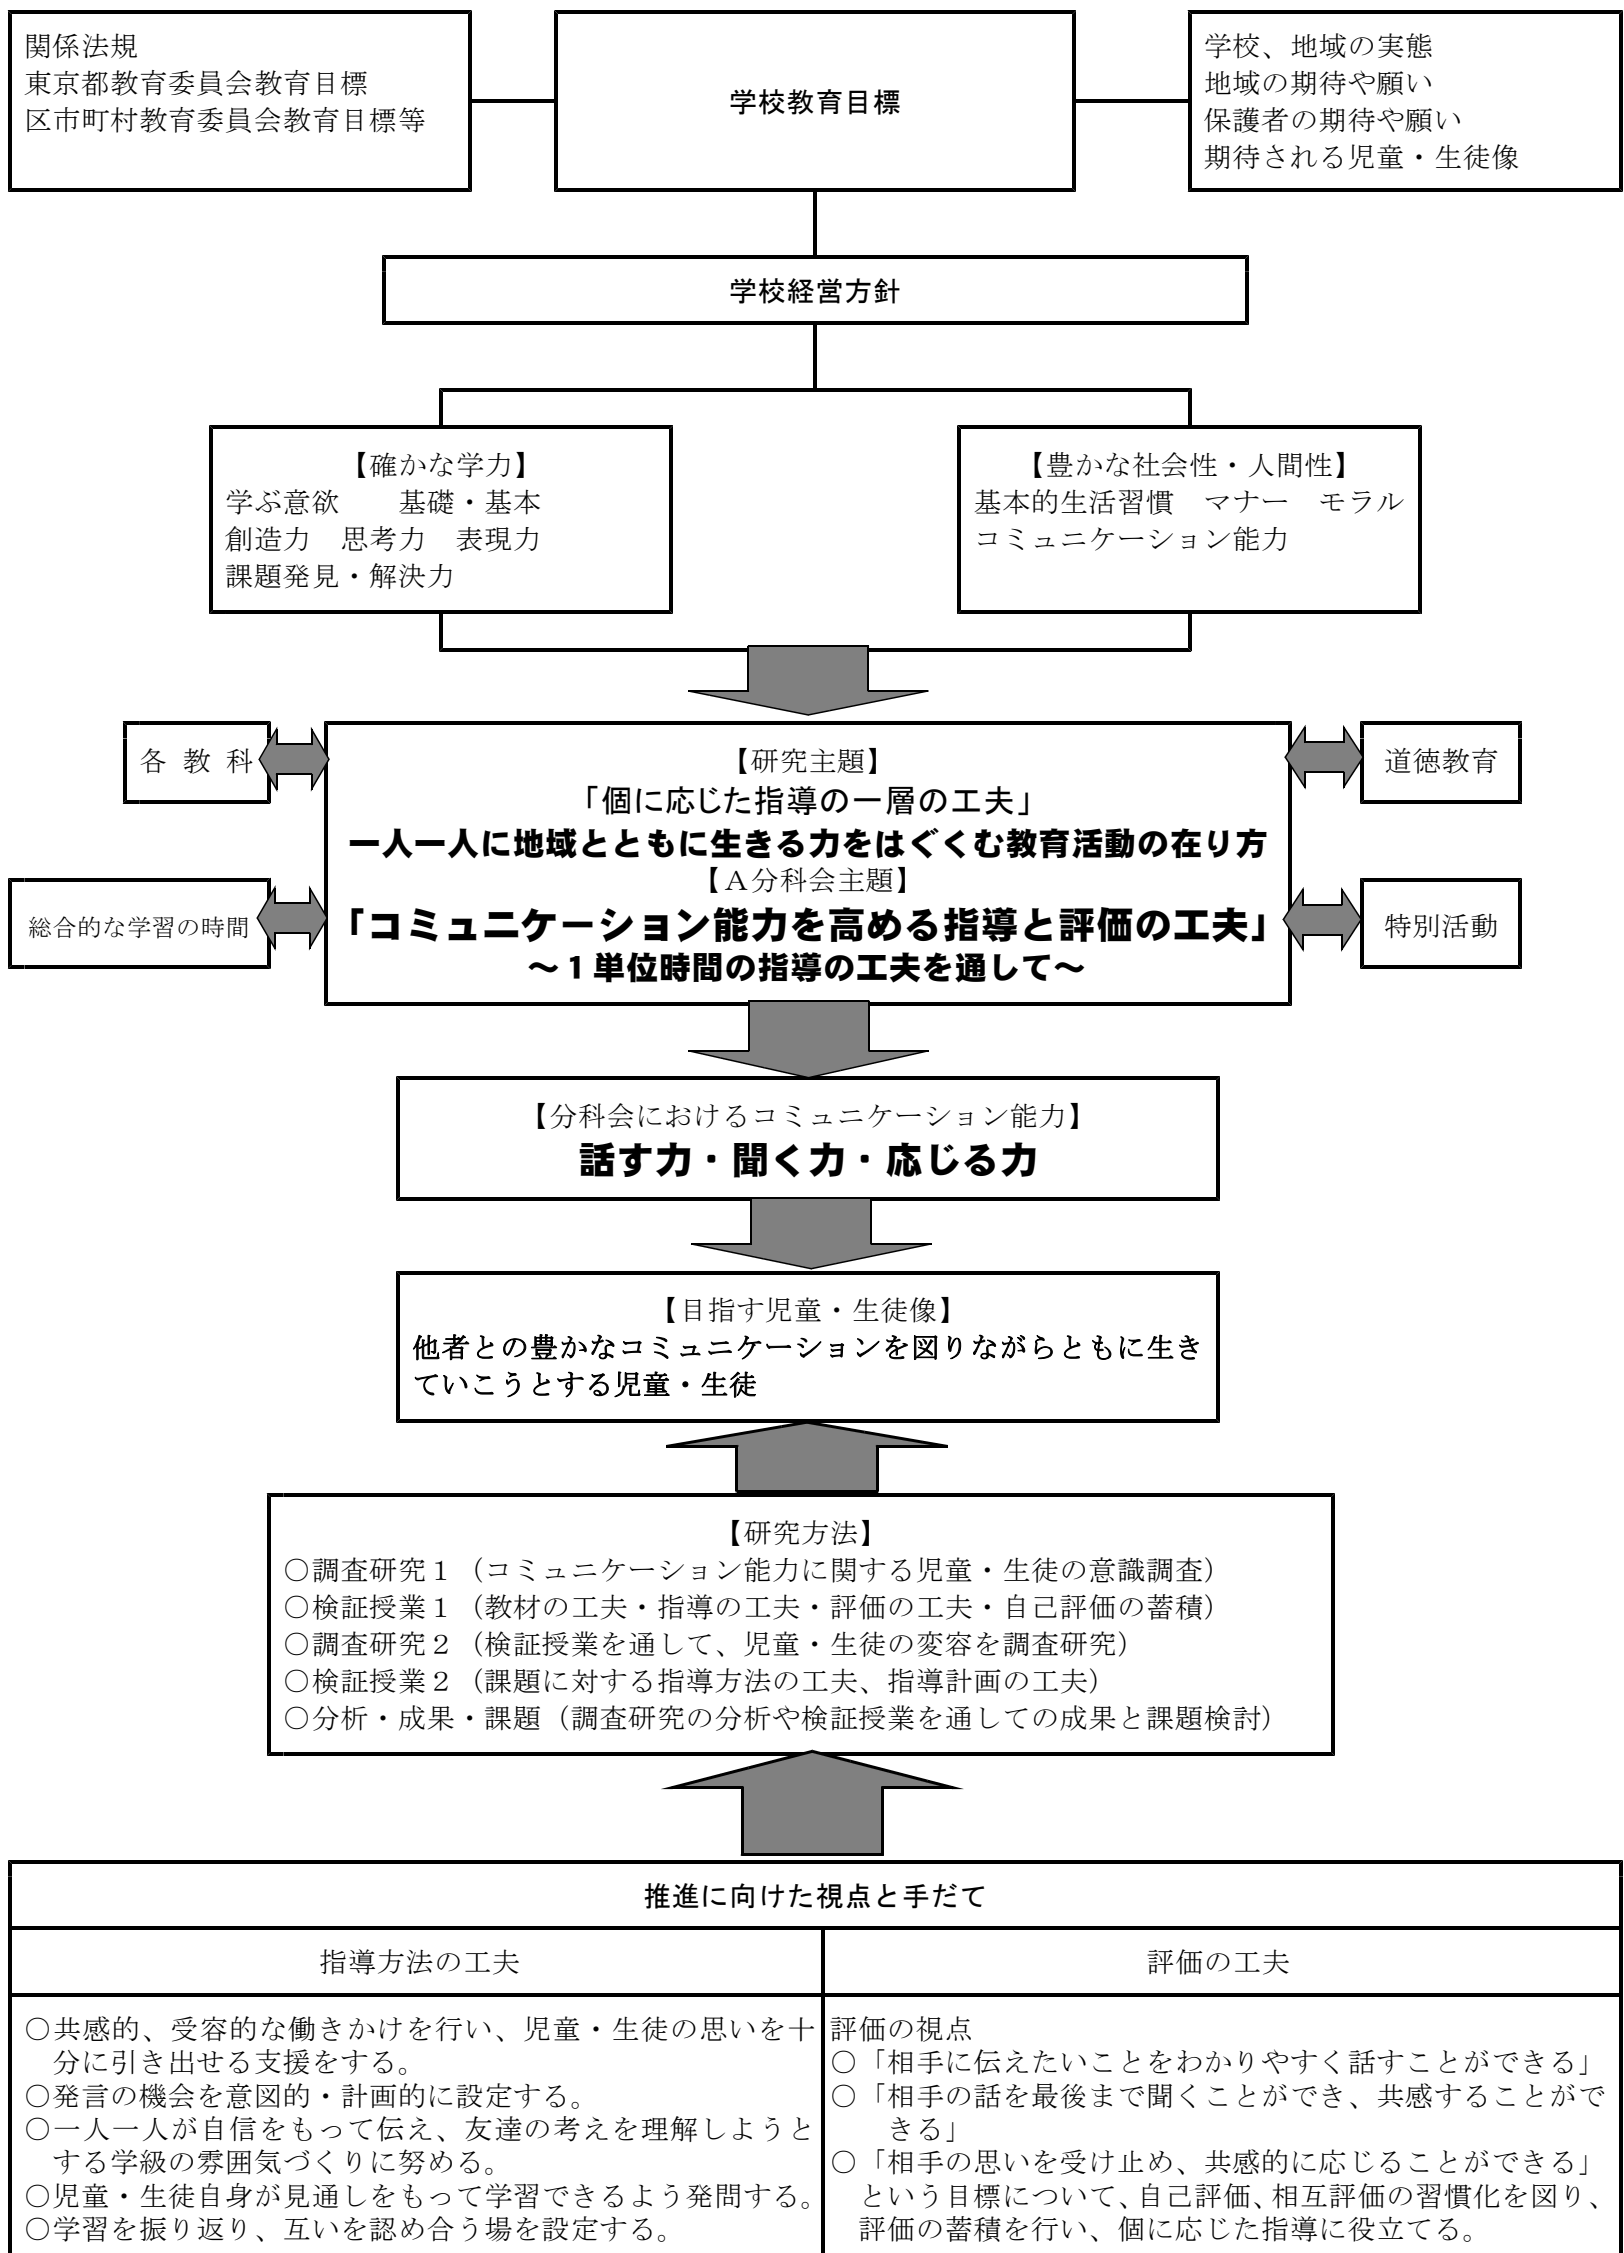 関係法規
東京都教育委員会教育目標
区市町村教育委員会教育目標等
学校教育目標
学校、地域の実態
地域の期待や願い
保護者の期待や願い
期待される児童・生徒像
学校経営方針
【確かな学力】
学ぶ意欲　　基礎・基本
創造力　思考力　表現力
課題発見・解決力
【豊かな社会性・人間性】
基本的生活習慣　マナー　モラル
コミュニケーション能力
各 教 科
総合的な学習の時間
【研究主題】
「個に応じた指導の一層の工夫」
一人一人に地域とともに生きる力をはぐくむ教育活動の在り方
【Ａ分科会主題】
「コミュニケーション能力を高める指導と評価の工夫」
～１単位時間の指導の工夫を通して～
道徳教育
特別活動
【分科会におけるコミュニケーション能力】
話す力・聞く力・応じる力
【目指す児童・生徒像】
他者との豊かなコミュニケーションを図りながらともに生き
ていこうとする児童・生徒
【研究方法】
○調査研究１（コミュニケーション能力に関する児童・生徒の意識調査）
○検証授業１（教材の工夫・指導の工夫・評価の工夫・自己評価の蓄積）
○調査研究２（検証授業を通して、児童・生徒の変容を調査研究）
○検証授業２（課題に対する指導方法の工夫、指導計画の工夫）
○分析・成果・課題（調査研究の分析や検証授業を通しての成果と課題検討）
推進に向けた視点と手だて
指導方法の工夫
○共感的、受容的な働きかけを行い、児童・生徒の思いを十
分に引き出せる支援をする。
○発言の機会を意図的・計画的に設定する。
○一人一人が自信をもって伝え、友達の考えを理解しようと
する学級の雰囲気づくりに努める。
○児童・生徒自身が見通しをもって学習できるよう発問する。
○学習を振り返り、互いを認め合う場を設定する。
評価の工夫
評価の視点
○「相手に伝えたいことをわかりやすく話すことができる」
○「相手の話を最後まで聞くことができ、共感することがで
きる」
○「相手の思いを受け止め、共感的に応じることができる」
という目標について、自己評価、相互評価の習慣化を図り、
評価の蓄積を行い、個に応じた指導に役立てる。